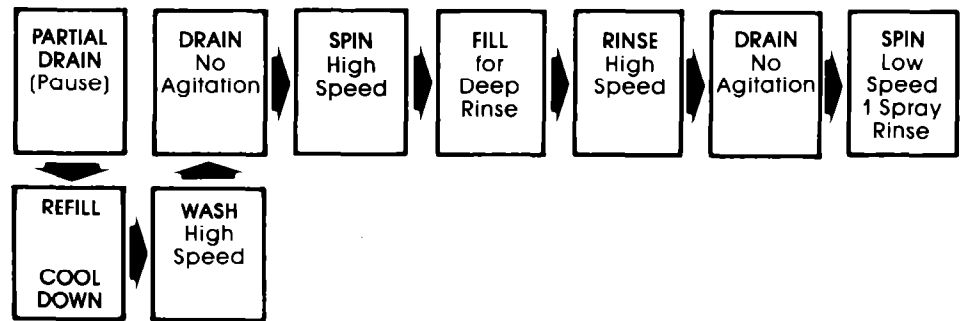 PARTIAL
DRAIN
(Pause)
REFILL
COOL
DOWN
WASH
High
Speed
DRAIN
No
Agitation
SPIN
High
Speed
FILL
for
Deep
Rinse
RINSE
High
Speed
DRAIN
No
Agitation
SPIN
Low
Speed
1 Spray
Rinse